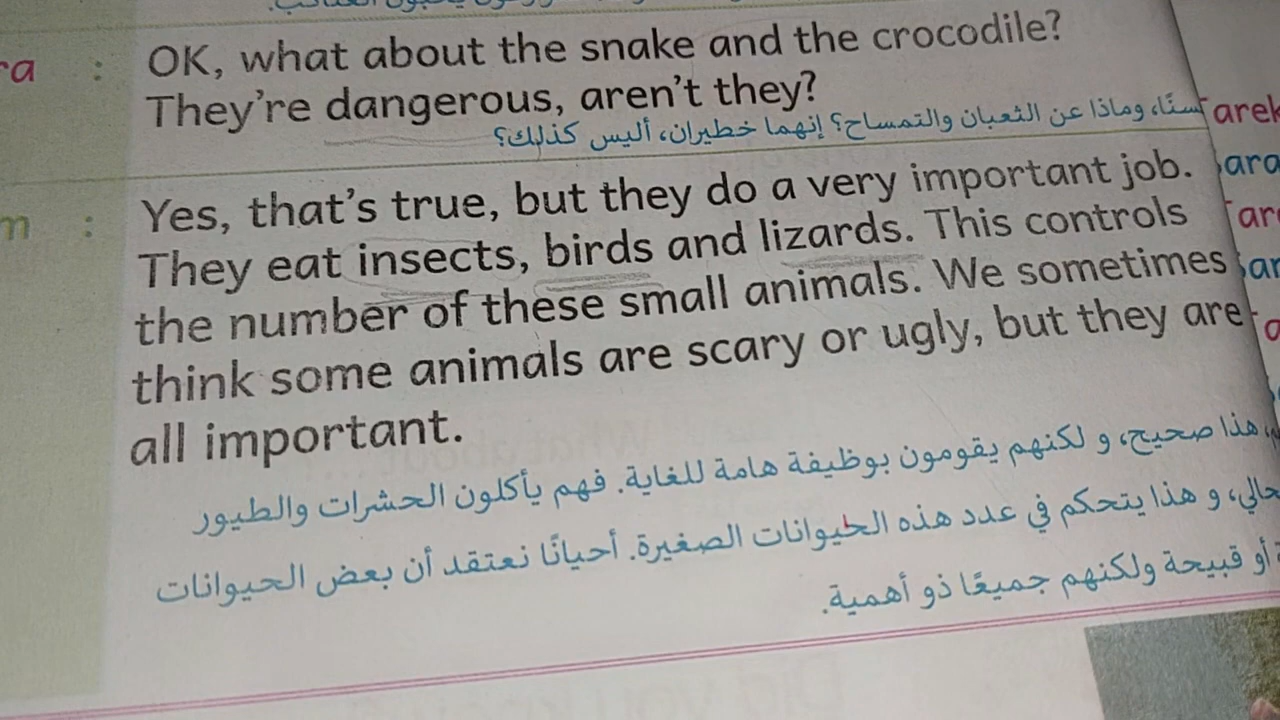 OK, what about the snake and the crocodile?
ra :
They're dangerous, aren't they?
وماذا عن الثعبان والتمساح؟ إنهما خطيران، أليس كذلك؟
arek
m :
Yes, that's true, but they do a very important job.
They eat insects, birds and lizards. This controls
the number of these small animals. We sometimes
think some animals are scary or ugly, but they are
all important.
هذا صحيح، و لكنهم يقومون بوظيفة هامة للغاية. فهم يأكلون الحشرات والطيور
حالي، و هذا يتحكم في عدد هذه الحيوانات الصغيرة. أحيانًا نعتقد أن بعض الحيوانات
أو قبيحة ولكنهم جميعًا ذو أهمية.